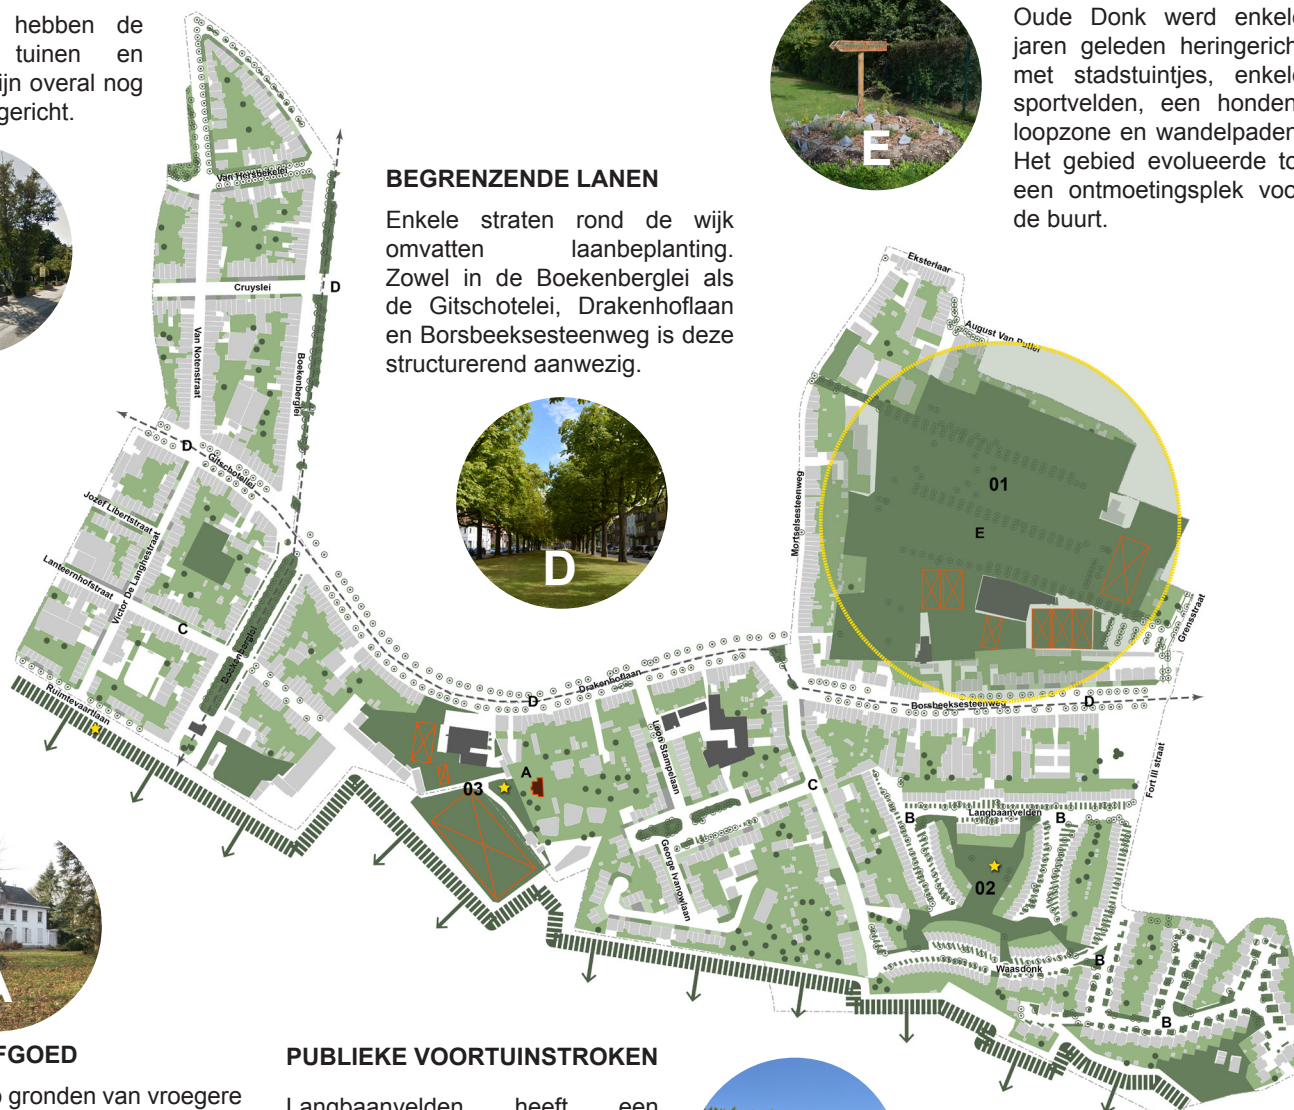 hebben de
tuinen en
ijn overal nog
gericht.
BEGRENZENDE LANEN
Enkele straten rond de wijk
omvatten laanbeplanting.
Zowel in de Boekenberglei als
de Gitschotelei, Drakenhoflaan
en Borsbeeksesteenweg is deze
structurerend aanwezig.
D
E
Oude Donk werd enkele
jaren geleden heringericht
met stadstuintjes, enkele
sportvelden, een honden
loopzone en wandelpaden
Het gebied evolueerde to
een ontmoetingsplek voo
de buurt.
Van Hersbekelei
Cruyslei
D
Van Notenstraat
Boekenberglei
D
Gitschotellei
Jozef Libertstraat
Lanteernhofstraat
Victor De Langhestraat
C
Boekenberglei
Ruimtevaartlaan
Eksterlaar
August Van Putlei
01
E
Mortselsesteenweg
Grensstraat
Drakenhoflaan
D
Borsbeeksesteenweg
D
Leon Stampelaan
A
03
C
Fort III straat
B
Langbaanvelden
B
02
George Ivanowlaan
Waasdonk
B
B
A
FGOED
gronden van vroegere
PUBLIEKE VOORTUINSTROKEN
Langbaanvelden heeft een